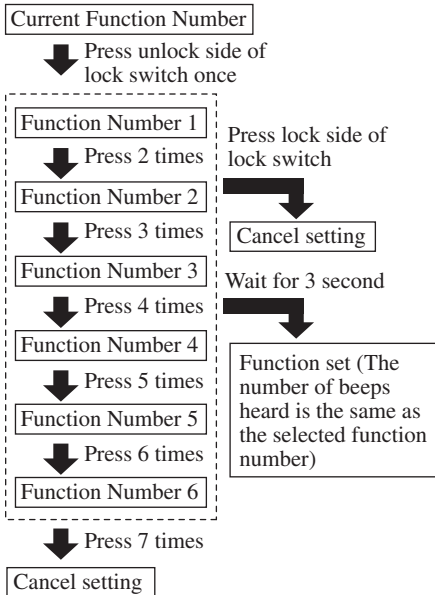 Current Function Number
Press unlock side of
lock switch once
Function Number 1
Press 2 times
Function Number 2
Press 3 times
Function Number 3
Press 4 times
Function Number 4
Press 5 times
Function Number 5
Press 6 times
Function Number 6
Press 7 times
Cancel setting
Press lock side of
lock switch
Cancel setting
Wait for 3 second
Function set (The
number of beeps
heard is the same as
the selected function
number)